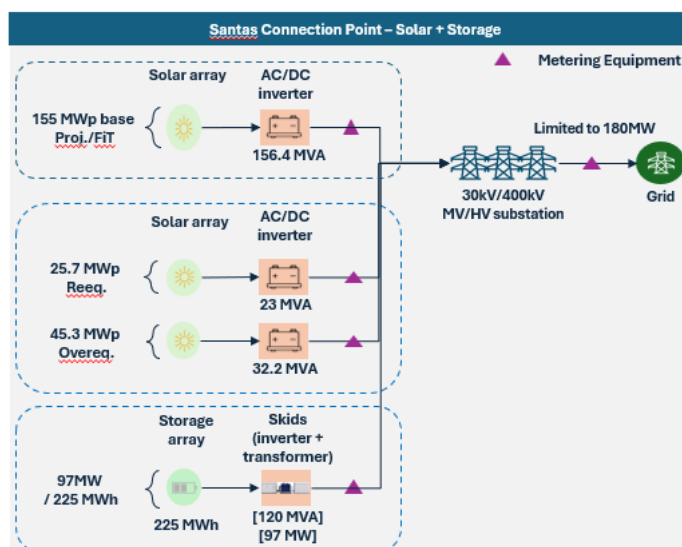 Santas Connection Point – Solar + Storage
Metering Equipment
Solar array
AC/DC
inverter
155 MWp base
Proj./FiT
156.4 MVA
Limited to 180MW
30kV/400kV
MV/HV substation
Grid
Solar array
AC/DC
inverter
25.7 MWp
Reeq.
23 MVA
45.3 MWp
Overeq.
32.2 MVA
Storage
array
Skids
(inverter +
transformer)
97MW
/ 225 MWh
225 MWh
[120 MVA]
[97 MW]